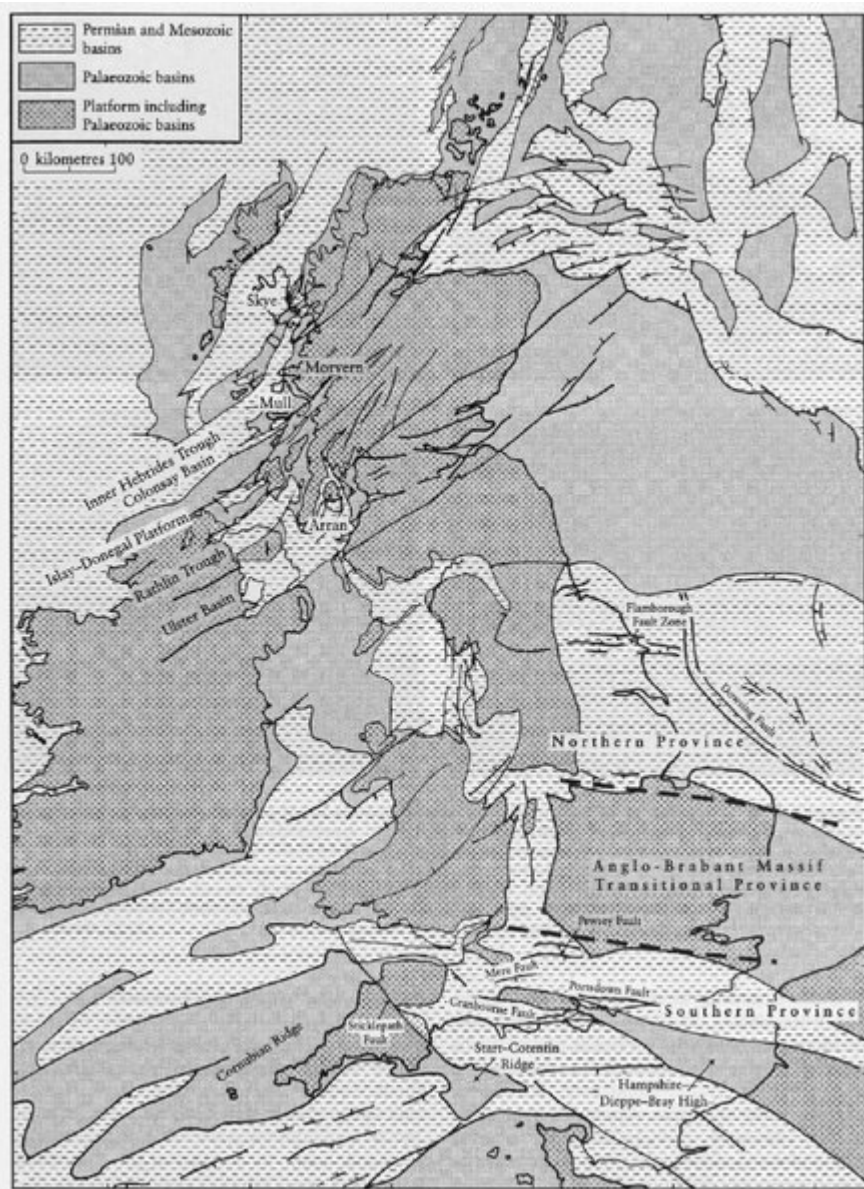 Permian and Mesozoic
basins
Palaeozoic basins
Platform including
Palaeozoic basins
0 kilometres 100
Skye
Morvern
Mull
Inner Hebrides Trough
Colonsay Basin
Arran
Islay–Donegal Platform
Rathlin Trough
Ulster Basin
Flamborough
Fault Zone
Dowsing Fault
Northern Province
Anglo-Brabant Massif
Transitional Province
Pewsey Fault
Mere Fault
Portsdown Fault
Cranbourne Fault
Southern Province
Sticklepath
Fault
Cornubian Ridge
Start–Cotentin
Ridge
Hampshire–
Dieppe–Bray High